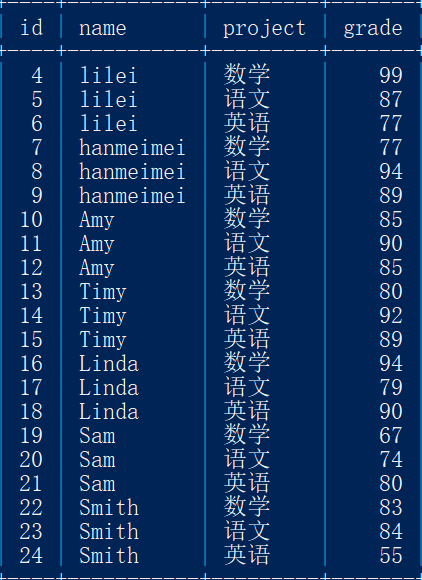 id name project grade
4 lilei 数学 99
5 lilei 语文 87
6 lilei 英语 77
7 hanmeimei 数学 77
8 hanmeimei 语文 94
9 hanmeimei 英语 89
10 Amy 数学 85
11 Amy 语文 90
12 Amy 英语 85
13 Timy 数学 80
14 Timy 语文 92
15 Timy 英语 89
16 Linda 数学 94
17 Linda 语文 79
18 Linda 英语 90
19 Sam 数学 67
20 Sam 语文 74
21 Sam 英语 80
22 Smith 数学 83
23 Smith 语文 84
24 Smith 英语 55